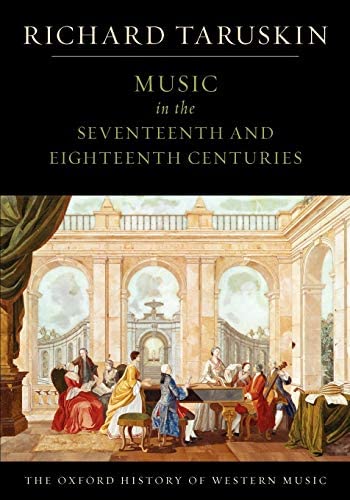 RICHARD TARUSKIN
MUSIC
in the
SEVENTEENTH AND
EIGHTEENTH CENTURIES
THE OXFORD HISTORY OF WESTERN MUSIC